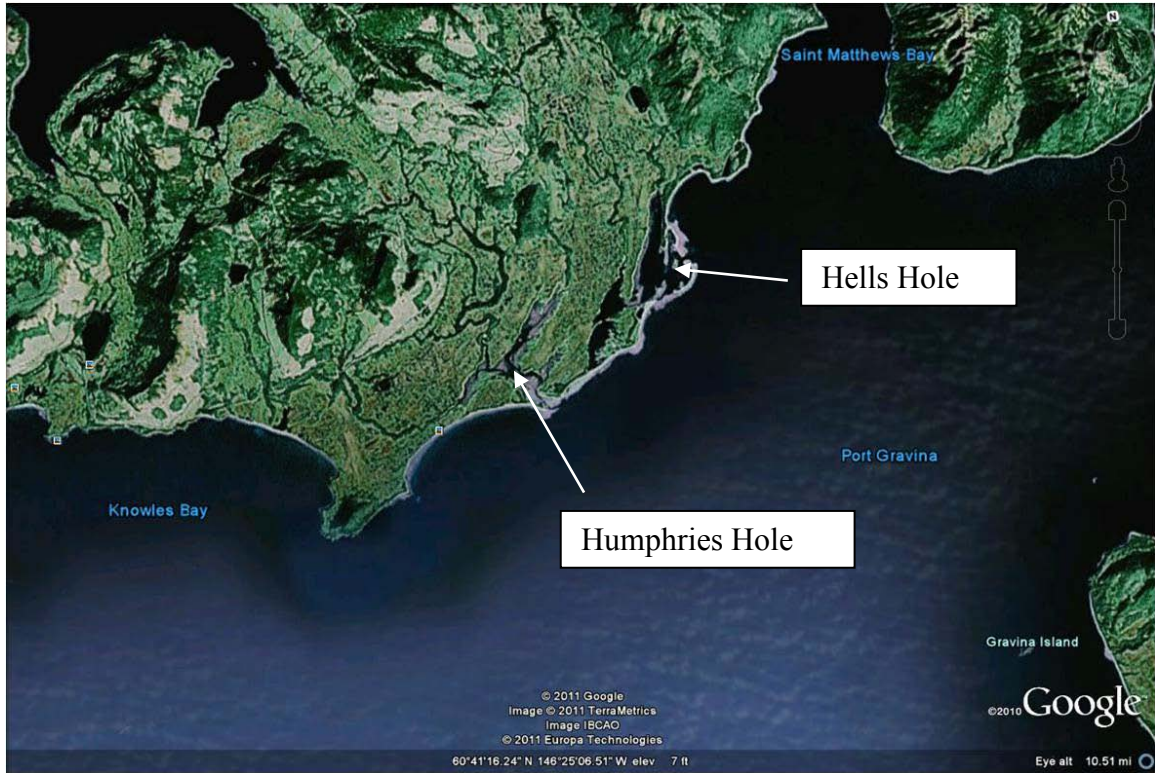 N
Saint Matthews Bay
Hells Hole
Port Gravina
Knowles Bay
Humphries Hole
Gravina Island
© 2011 Google
Image © 2011 TerraMetrics
Image IBCAO
© 2011 Europa Technologies
©2010 Google
60°41'16.24" N 146°25'06.51" W elev 7 ft
Eye alt 10.51 mi